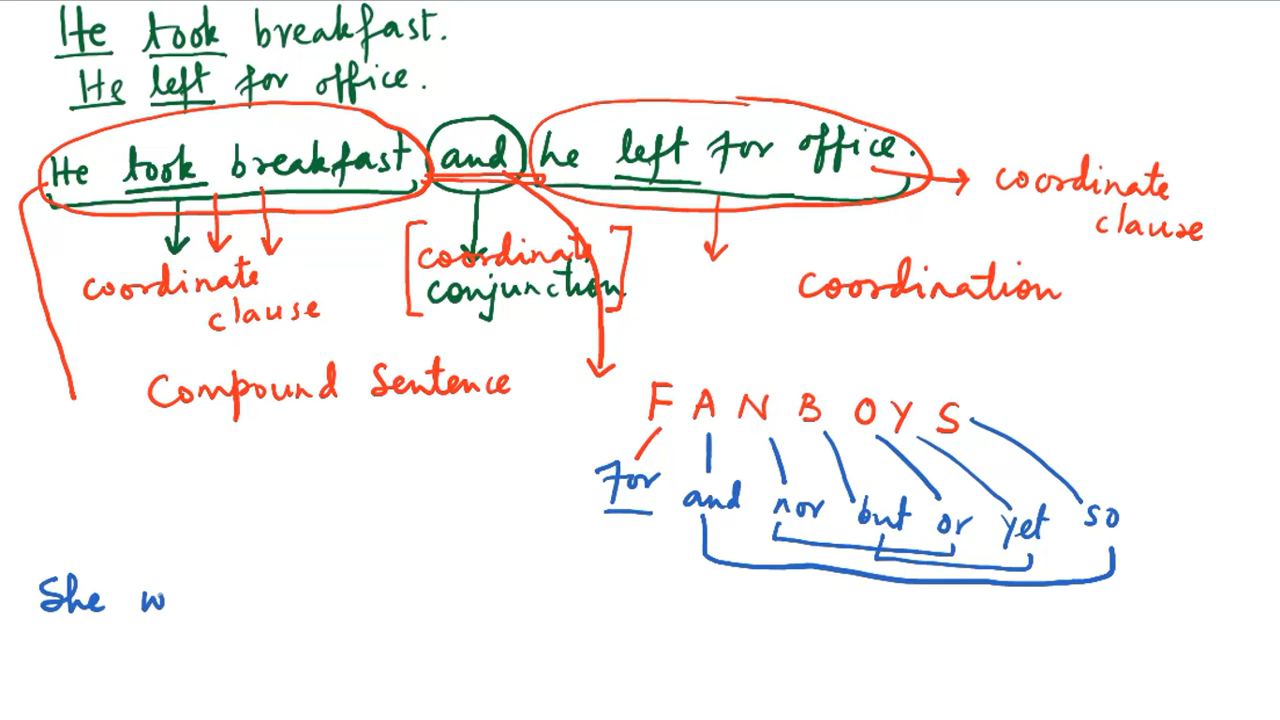 He took breakfast.
He left for office.
He took breakfast and he left for office.
coordinate clause
coordinate clause
coordinate conjunction
coordination
Compound Sentence
F A N B O Y S
For and nor but or yet so
She w